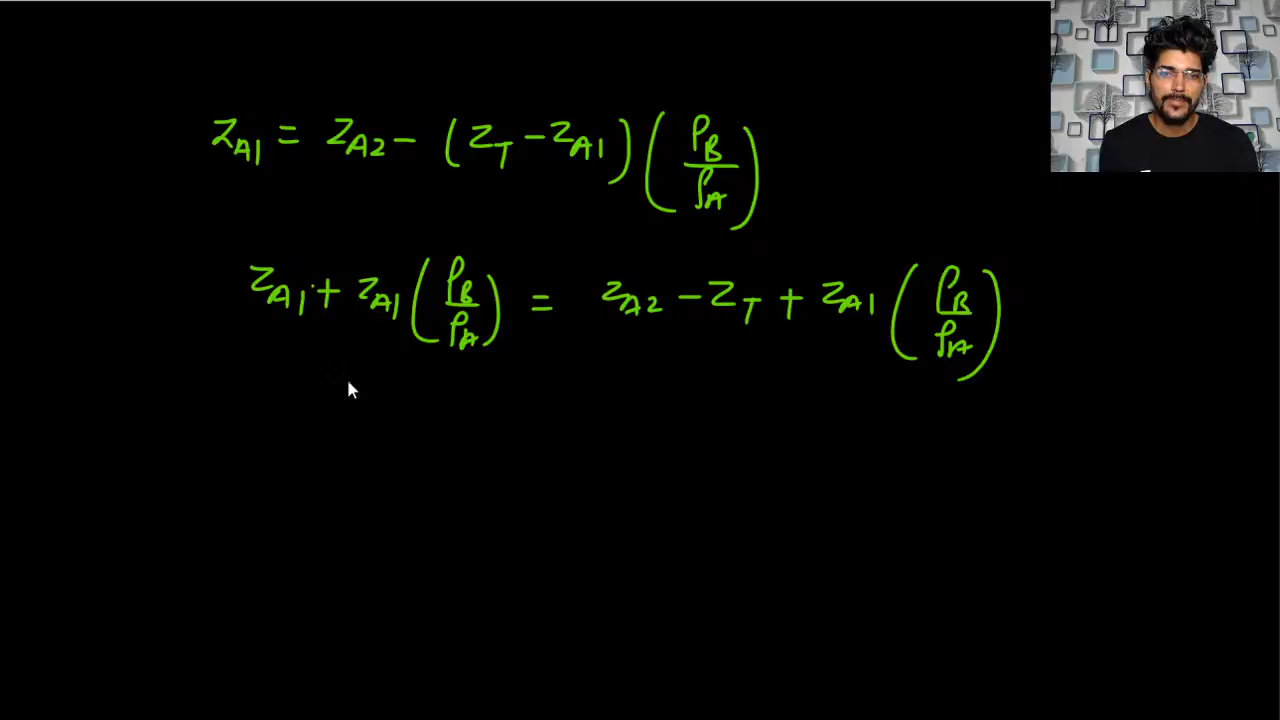 Z_A1 = Z_A2 − (Z_T − Z_A1) (ρ_B / ρ_A)
Z_A1 + Z_A1 (ρ_B / ρ_A) = Z_A2 − Z_T + Z_A1 (ρ_B / ρ_A)